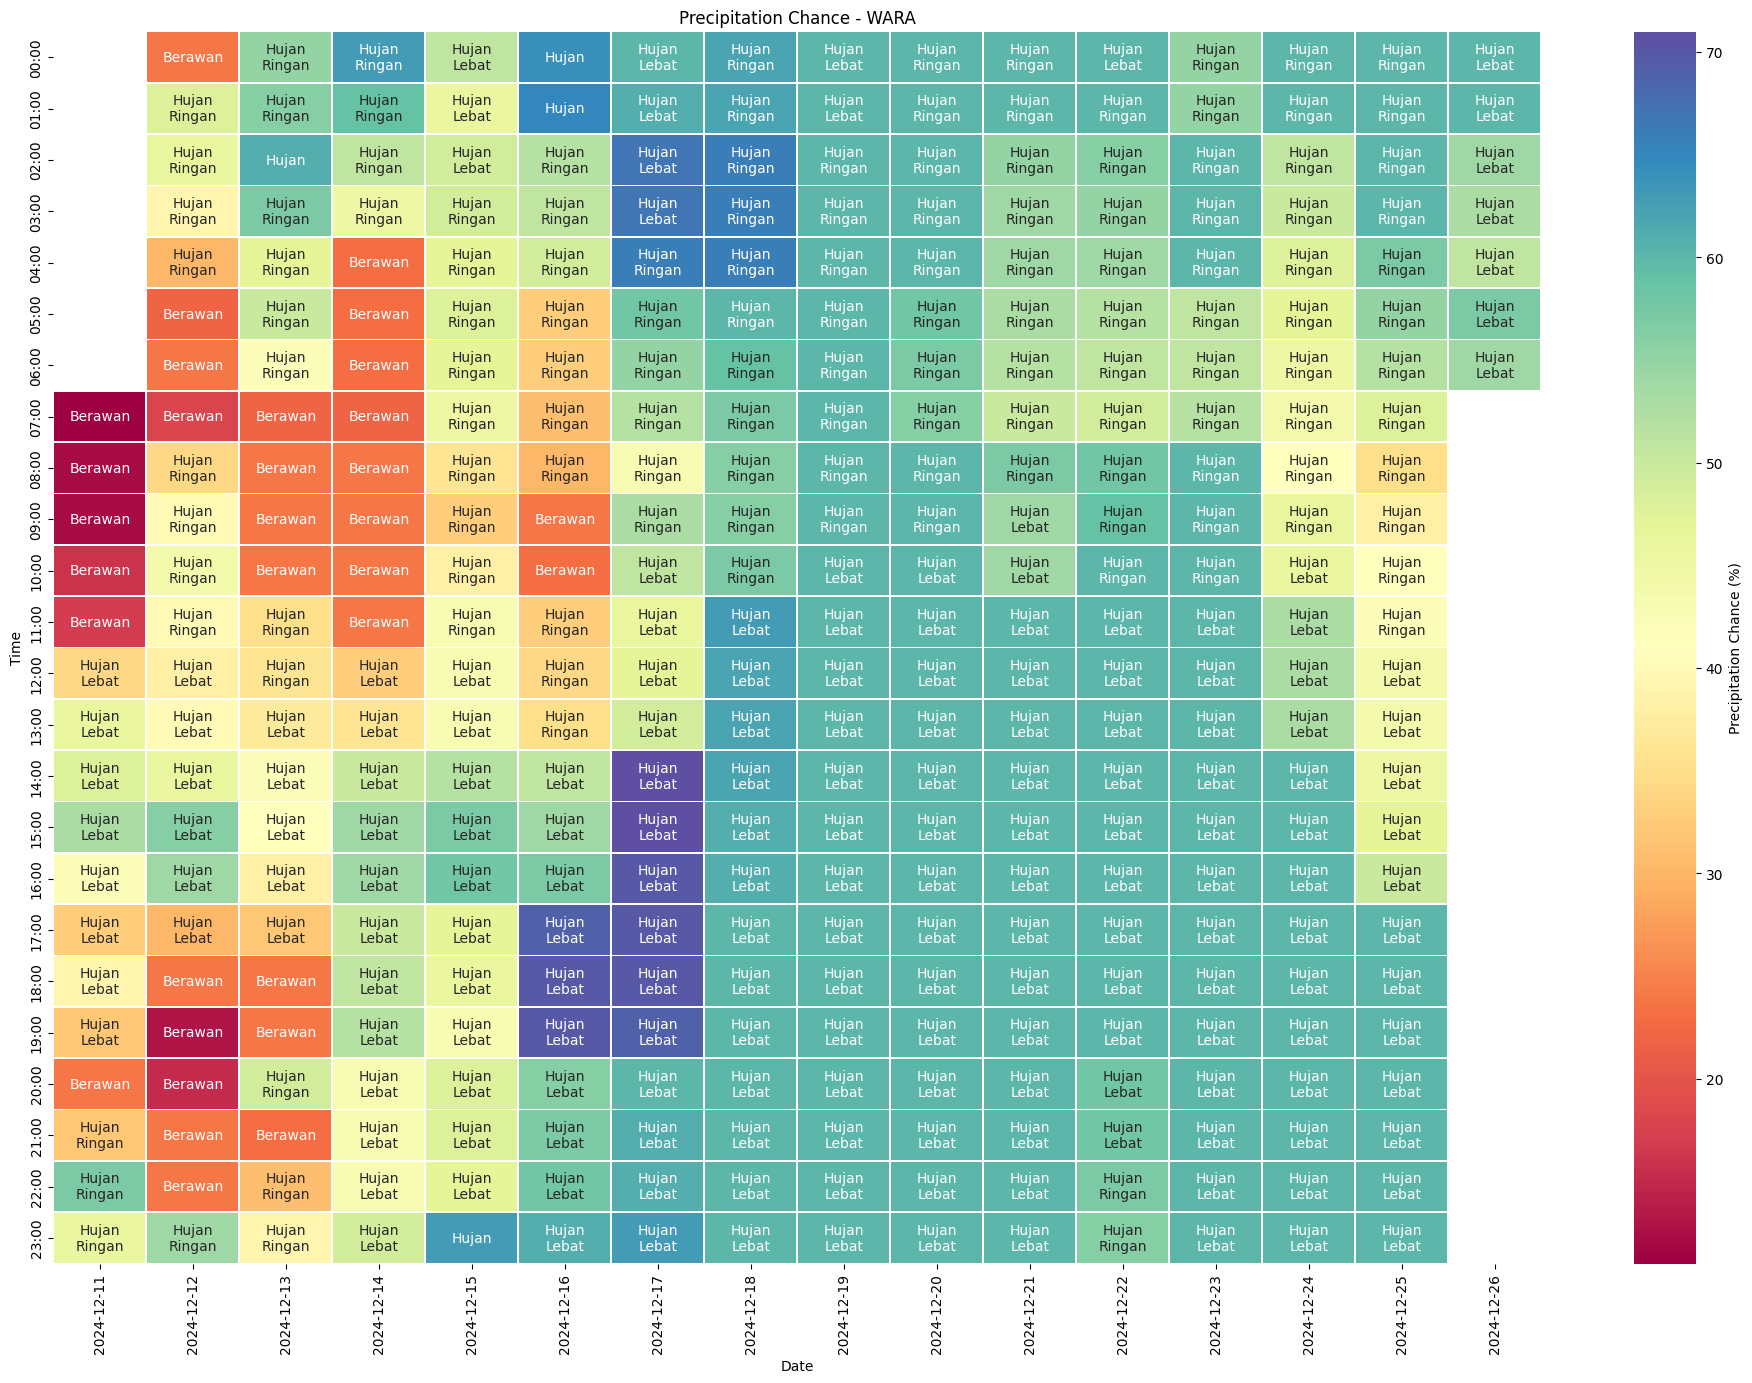 Precipitation Chance - WARA
00:00 Berawan Hujan Ringan Hujan Ringan Hujan Lebat Hujan Hujan Lebat Hujan Ringan Hujan Lebat Hujan Ringan Hujan Ringan Hujan Lebat Hujan Ringan Hujan Ringan Hujan Ringan Hujan Lebat
01:00 Hujan Ringan Hujan Ringan Hujan Ringan Hujan Lebat Hujan Hujan Lebat Hujan Ringan Hujan Lebat Hujan Ringan Hujan Ringan Hujan Ringan Hujan Ringan Hujan Ringan Hujan Ringan Hujan Lebat
02:00 Hujan Ringan Hujan Hujan Ringan Hujan Lebat Hujan Ringan Hujan Lebat Hujan Ringan Hujan Ringan Hujan Ringan Hujan Ringan Hujan Ringan Hujan Ringan Hujan Ringan Hujan Ringan Hujan Lebat
03:00 Hujan Ringan Hujan Ringan Hujan Ringan Hujan Ringan Hujan Ringan Hujan Lebat Hujan Ringan Hujan Ringan Hujan Ringan Hujan Ringan Hujan Ringan Hujan Ringan Hujan Ringan Hujan Ringan Hujan Lebat
04:00 Hujan Ringan Hujan Ringan Berawan Hujan Ringan Hujan Ringan Hujan Ringan Hujan Ringan Hujan Ringan Hujan Ringan Hujan Ringan Hujan Ringan Hujan Ringan Hujan Ringan Hujan Ringan Hujan Lebat
05:00 Berawan Hujan Ringan Berawan Hujan Ringan Hujan Ringan Hujan Ringan Hujan Ringan Hujan Ringan Hujan Ringan Hujan Ringan Hujan Ringan Hujan Ringan Hujan Ringan Hujan Ringan Hujan Lebat
06:00 Berawan Hujan Ringan Berawan Hujan Ringan Hujan Ringan Hujan Ringan Hujan Ringan Hujan Ringan Hujan Ringan Hujan Ringan Hujan Ringan Hujan Ringan Hujan Ringan Hujan Ringan Hujan Lebat
07:00 Berawan Berawan Berawan Berawan Hujan Ringan Hujan Ringan Hujan Ringan Hujan Ringan Hujan Ringan Hujan Ringan Hujan Ringan Hujan Ringan Hujan Ringan Hujan Ringan Hujan Ringan
08:00 Berawan Hujan Ringan Berawan Berawan Hujan Ringan Hujan Ringan Hujan Ringan Hujan Ringan Hujan Ringan Hujan Ringan Hujan Ringan Hujan Ringan Hujan Ringan Hujan Ringan Hujan Ringan
09:00 Berawan Hujan Ringan Berawan Berawan Hujan Ringan Berawan Hujan Ringan Hujan Ringan Hujan Ringan Hujan Ringan Hujan Lebat Hujan Ringan Hujan Ringan Hujan Ringan Hujan Ringan
10:00 Berawan Hujan Ringan Berawan Berawan Hujan Ringan Berawan Hujan Lebat Hujan Ringan Hujan Lebat Hujan Lebat Hujan Lebat Hujan Ringan Hujan Ringan Hujan Lebat Hujan Ringan
11:00 Berawan Hujan Ringan Hujan Ringan Berawan Hujan Ringan Hujan Ringan Hujan Lebat Hujan Lebat Hujan Lebat Hujan Lebat Hujan Lebat Hujan Lebat Hujan Lebat Hujan Lebat Hujan Ringan
12:00 Hujan Lebat Hujan Lebat Hujan Ringan Hujan Lebat Hujan Lebat Hujan Ringan Hujan Lebat Hujan Lebat Hujan Lebat Hujan Lebat Hujan Lebat Hujan Lebat Hujan Lebat Hujan Lebat Hujan Lebat
13:00 Hujan Lebat Hujan Lebat Hujan Lebat Hujan Lebat Hujan Lebat Hujan Ringan Hujan Lebat Hujan Lebat Hujan Lebat Hujan Lebat Hujan Lebat Hujan Lebat Hujan Lebat Hujan Lebat Hujan Lebat
14:00 Hujan Lebat Hujan Lebat Hujan Lebat Hujan Lebat Hujan Lebat Hujan Lebat Hujan Lebat Hujan Lebat Hujan Lebat Hujan Lebat Hujan Lebat Hujan Lebat Hujan Lebat Hujan Lebat Hujan Lebat
15:00 Hujan Lebat Hujan Lebat Hujan Lebat Hujan Lebat Hujan Lebat Hujan Lebat Hujan Lebat Hujan Lebat Hujan Lebat Hujan Lebat Hujan Lebat Hujan Lebat Hujan Lebat Hujan Lebat Hujan Lebat
16:00 Hujan Lebat Hujan Lebat Hujan Lebat Hujan Lebat Hujan Lebat Hujan Lebat Hujan Lebat Hujan Lebat Hujan Lebat Hujan Lebat Hujan Lebat Hujan Lebat Hujan Lebat Hujan Lebat Hujan Lebat
17:00 Hujan Lebat Hujan Lebat Hujan Lebat Hujan Lebat Hujan Lebat Hujan Lebat Hujan Lebat Hujan Lebat Hujan Lebat Hujan Lebat Hujan Lebat Hujan Lebat Hujan Lebat Hujan Lebat Hujan Lebat
18:00 Hujan Lebat Berawan Berawan Hujan Lebat Hujan Lebat Hujan Lebat Hujan Lebat Hujan Lebat Hujan Lebat Hujan Lebat Hujan Lebat Hujan Lebat Hujan Lebat Hujan Lebat Hujan Lebat
19:00 Hujan Lebat Berawan Berawan Hujan Lebat Hujan Lebat Hujan Lebat Hujan Lebat Hujan Lebat Hujan Lebat Hujan Lebat Hujan Lebat Hujan Lebat Hujan Lebat Hujan Lebat Hujan Lebat
20:00 Berawan Berawan Hujan Ringan Hujan Lebat Hujan Lebat Hujan Lebat Hujan Lebat Hujan Lebat Hujan Lebat Hujan Lebat Hujan Lebat Hujan Lebat Hujan Lebat Hujan Lebat Hujan Lebat
21:00 Hujan Ringan Berawan Berawan Hujan Lebat Hujan Lebat Hujan Lebat Hujan Lebat Hujan Lebat Hujan Lebat Hujan Lebat Hujan Lebat Hujan Lebat Hujan Lebat Hujan Lebat Hujan Lebat
22:00 Hujan Ringan Berawan Hujan Ringan Hujan Lebat Hujan Lebat Hujan Lebat Hujan Lebat Hujan Lebat Hujan Lebat Hujan Lebat Hujan Lebat Hujan Ringan Hujan Lebat Hujan Lebat Hujan Lebat
23:00 Hujan Ringan Hujan Ringan Hujan Ringan Hujan Lebat Hujan Hujan Lebat Hujan Lebat Hujan Lebat Hujan Lebat Hujan Lebat Hujan Lebat Hujan Ringan Hujan Lebat Hujan Lebat Hujan Lebat
Time
2024-12-11 2024-12-12 2024-12-13 2024-12-14 2024-12-15 2024-12-16 2024-12-17 2024-12-18 2024-12-19 2024-12-20 2024-12-21 2024-12-22 2024-12-23 2024-12-24 2024-12-25 2024-12-26
Date
70
60
50
40
30
20
Precipitation Chance (%)